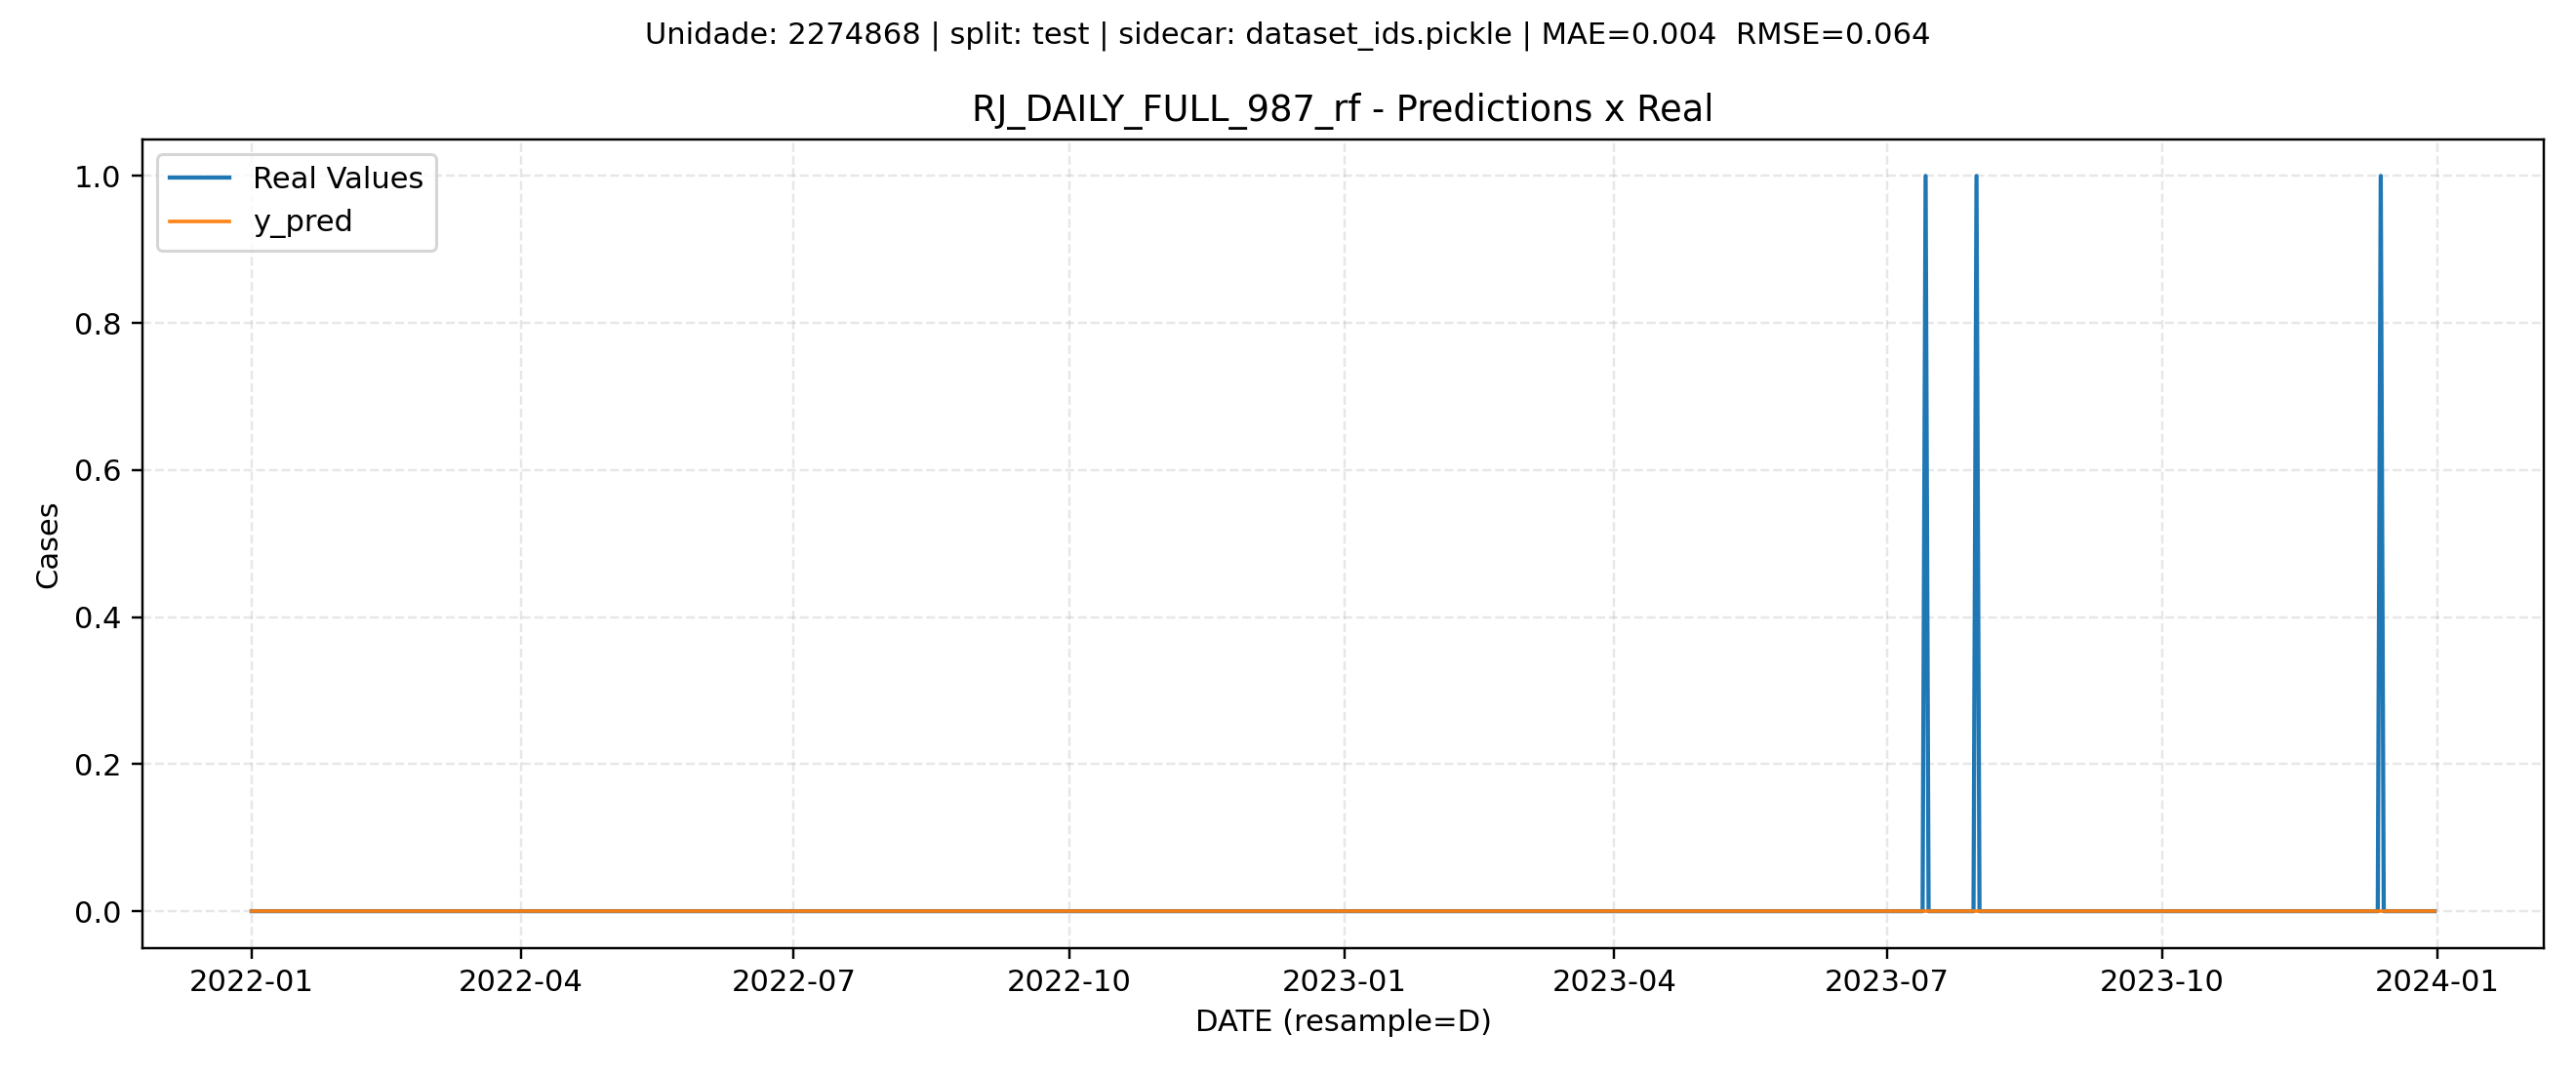 Unidade: 2274868 | split: test | sidecar: dataset_ids.pickle | MAE=0.004  RMSE=0.064
RJ_DAILY_FULL_987_rf - Predictions x Real
Real Values
y_pred
1.0
0.8
0.6
0.4
0.2
0.0
Cases
2022-01
2022-04
2022-07
2022-10
2023-01
2023-04
2023-07
2023-10
2024-01
DATE (resample=D)